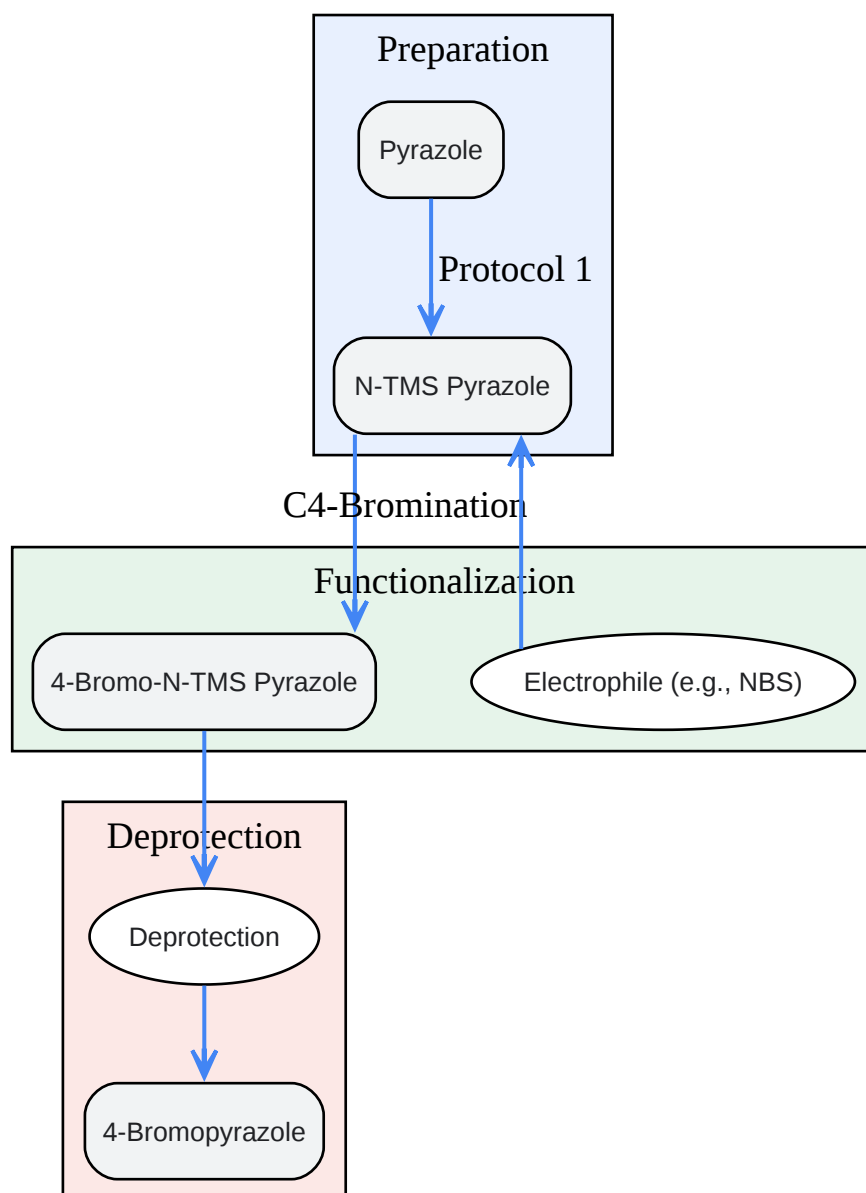 Preparation
Pyrazole
Protocol 1
N-TMS Pyrazole
C4-Bromination
Functionalization
4-Bromo-N-TMS Pyrazole
Electrophile (e.g., NBS)
Deprotection
Deprotection
4-Bromopyrazole